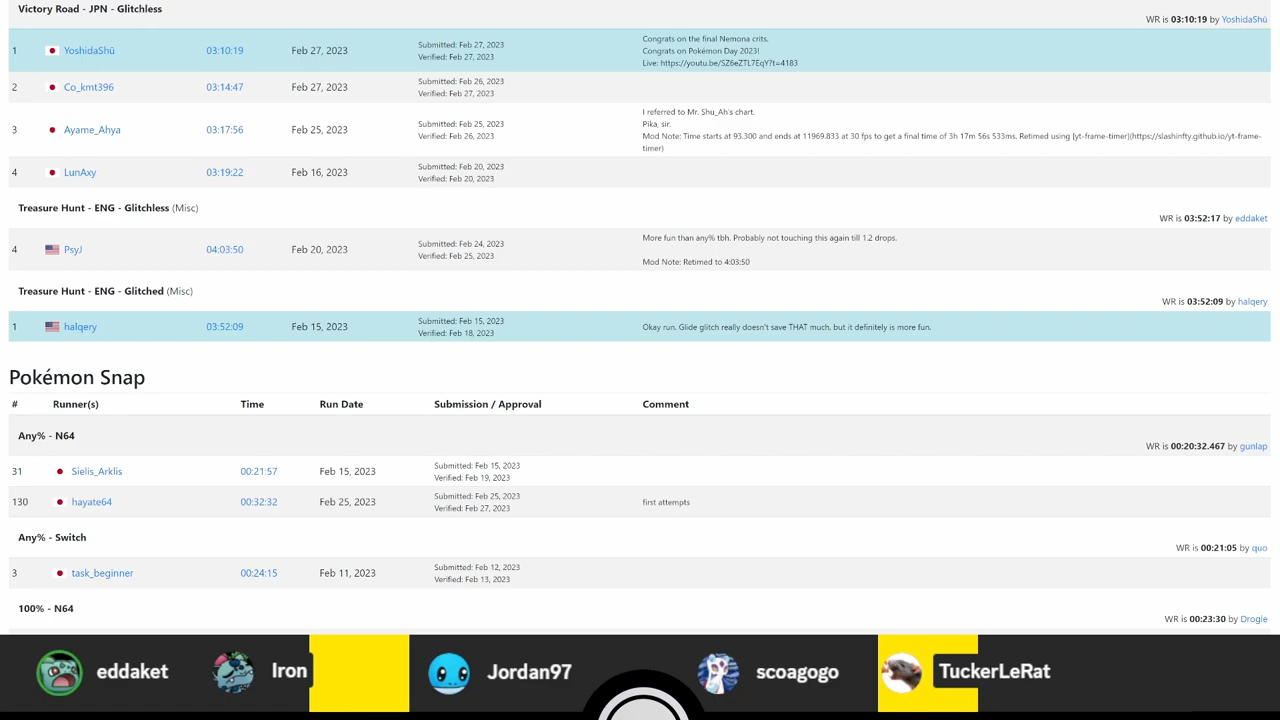 Victory Road - JPN - Glitchless
WR is 03:10:19 by YoshidaShū
1 YoshidaShū 03:10:19 Feb 27, 2023 Submitted: Feb 27, 2023 Congrats on the final Nemona crits.
Verified: Feb 27, 2023 Congrats on Pokémon Day 2023!
Live: https://youtu.be/SZ6eZTL7EqY?t=4183
2 Co_kmt396 03:14:47 Feb 27, 2023 Submitted: Feb 26, 2023
Verified: Feb 27, 2023
3 Ayame_Ahya 03:17:56 Feb 25, 2023 Submitted: Feb 25, 2023 I referred to Mr. Shu_Ah's chart.
Verified: Feb 26, 2023 Pika, sir.
Mod Note: Time starts at 93.300 and ends at 11969.833 at 30 fps to get a final time of 3h 17m 56s 533ms. Retimed using [yt-frame-timer](https://slashinfty.github.io/yt-frame-
timer)
4 LunAxy 03:19:22 Feb 16, 2023 Submitted: Feb 20, 2023
Verified: Feb 20, 2023
Treasure Hunt - ENG - Glitchless (Misc)
WR is 03:52:17 by eddaket
4 PsyJ 04:03:50 Feb 20, 2023 Submitted: Feb 24, 2023 More fun than any% tbh. Probably not touching this again till 1.2 drops.
Verified: Feb 25, 2023
Mod Note: Retimed to 4:03:50
Treasure Hunt - ENG - Glitched (Misc)
WR is 03:52:09 by halqery
1 halqery 03:52:09 Feb 15, 2023 Submitted: Feb 15, 2023 Okay run. Glide glitch really doesn't save THAT much, but it definitely is more fun.
Verified: Feb 18, 2023
Pokémon Snap
# Runner(s) Time Run Date Submission / Approval Comment
Any% - N64
WR is 00:20:32.467 by gunlap
31 Sielis_Arklis 00:21:57 Feb 15, 2023 Submitted: Feb 15, 2023
Verified: Feb 19, 2023
130 hayate64 00:32:32 Feb 25, 2023 Submitted: Feb 25, 2023 first attempts
Verified: Feb 27, 2023
Any% - Switch
WR is 00:21:05 by quo
3 task_beginner 00:24:15 Feb 11, 2023 Submitted: Feb 12, 2023
Verified: Feb 13, 2023
100% - N64
WR is 00:23:30 by Drogie
eddaket Iron Jordan97 scoagogo TuckerLeRat